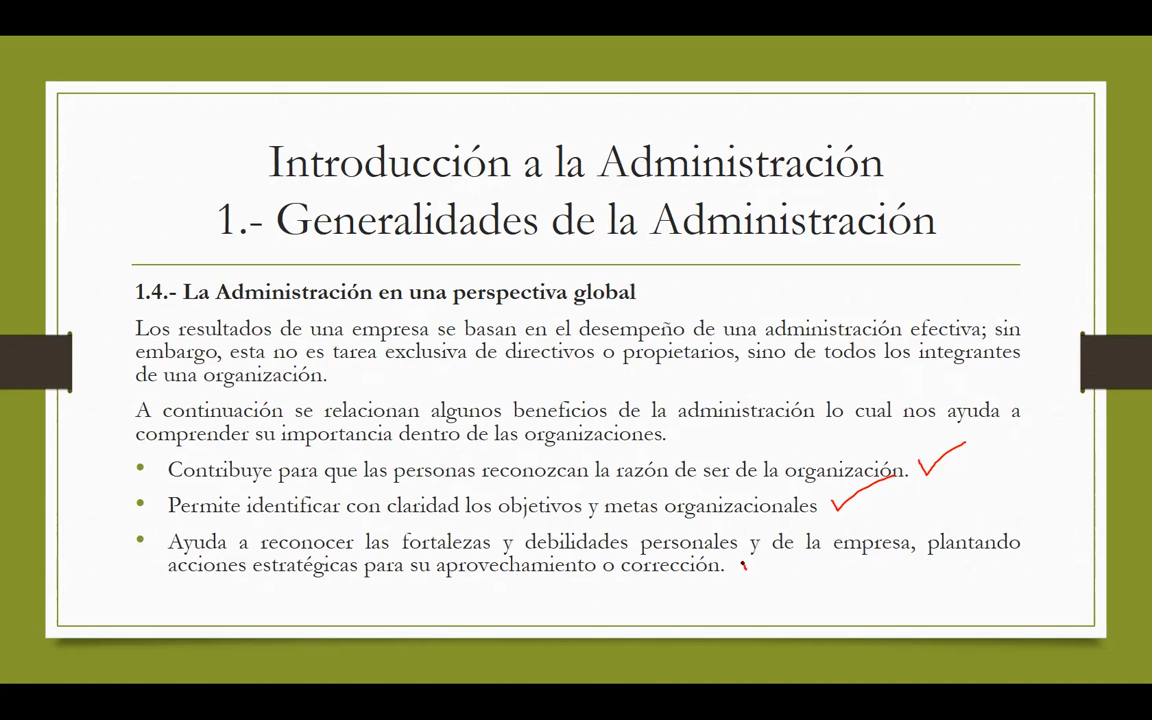 Introducción a la Administración
1.- Generalidades de la Administración
1.4.- La Administración en una perspectiva global
Los resultados de una empresa se basan en el desempeño de una administración efectiva; sin
embargo, esta no es tarea exclusiva de directivos o propietarios, sino de todos los integrantes
de una organización.
A continuación se relacionan algunos beneficios de la administración lo cual nos ayuda a
comprender su importancia dentro de las organizaciones.
• Contribuye para que las personas reconozcan la razón de ser de la organización.
• Permite identificar con claridad los objetivos y metas organizacionales
• Ayuda a reconocer las fortalezas y debilidades personales y de la empresa, plantando
acciones estratégicas para su aprovechamiento o corrección.